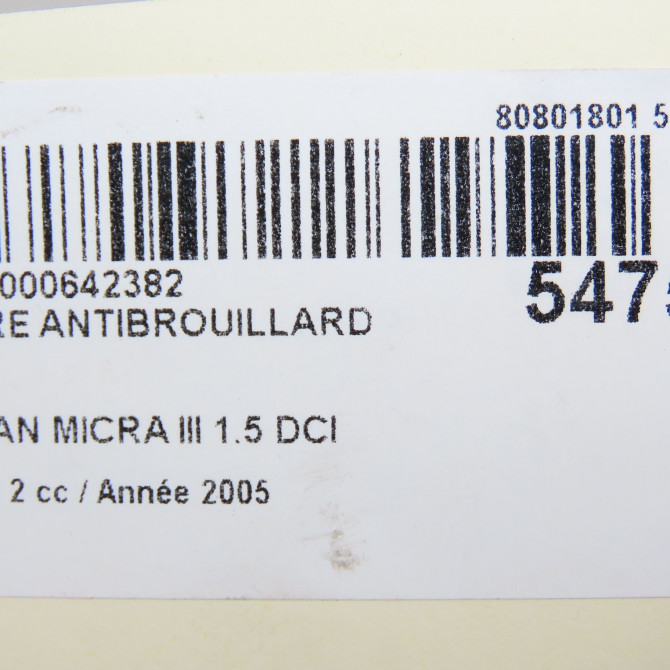 80801801 5
000642382
547
RE ANTIBROUILLARD
AN MICRA III 1.5 DCI
2 cc / Année 2005